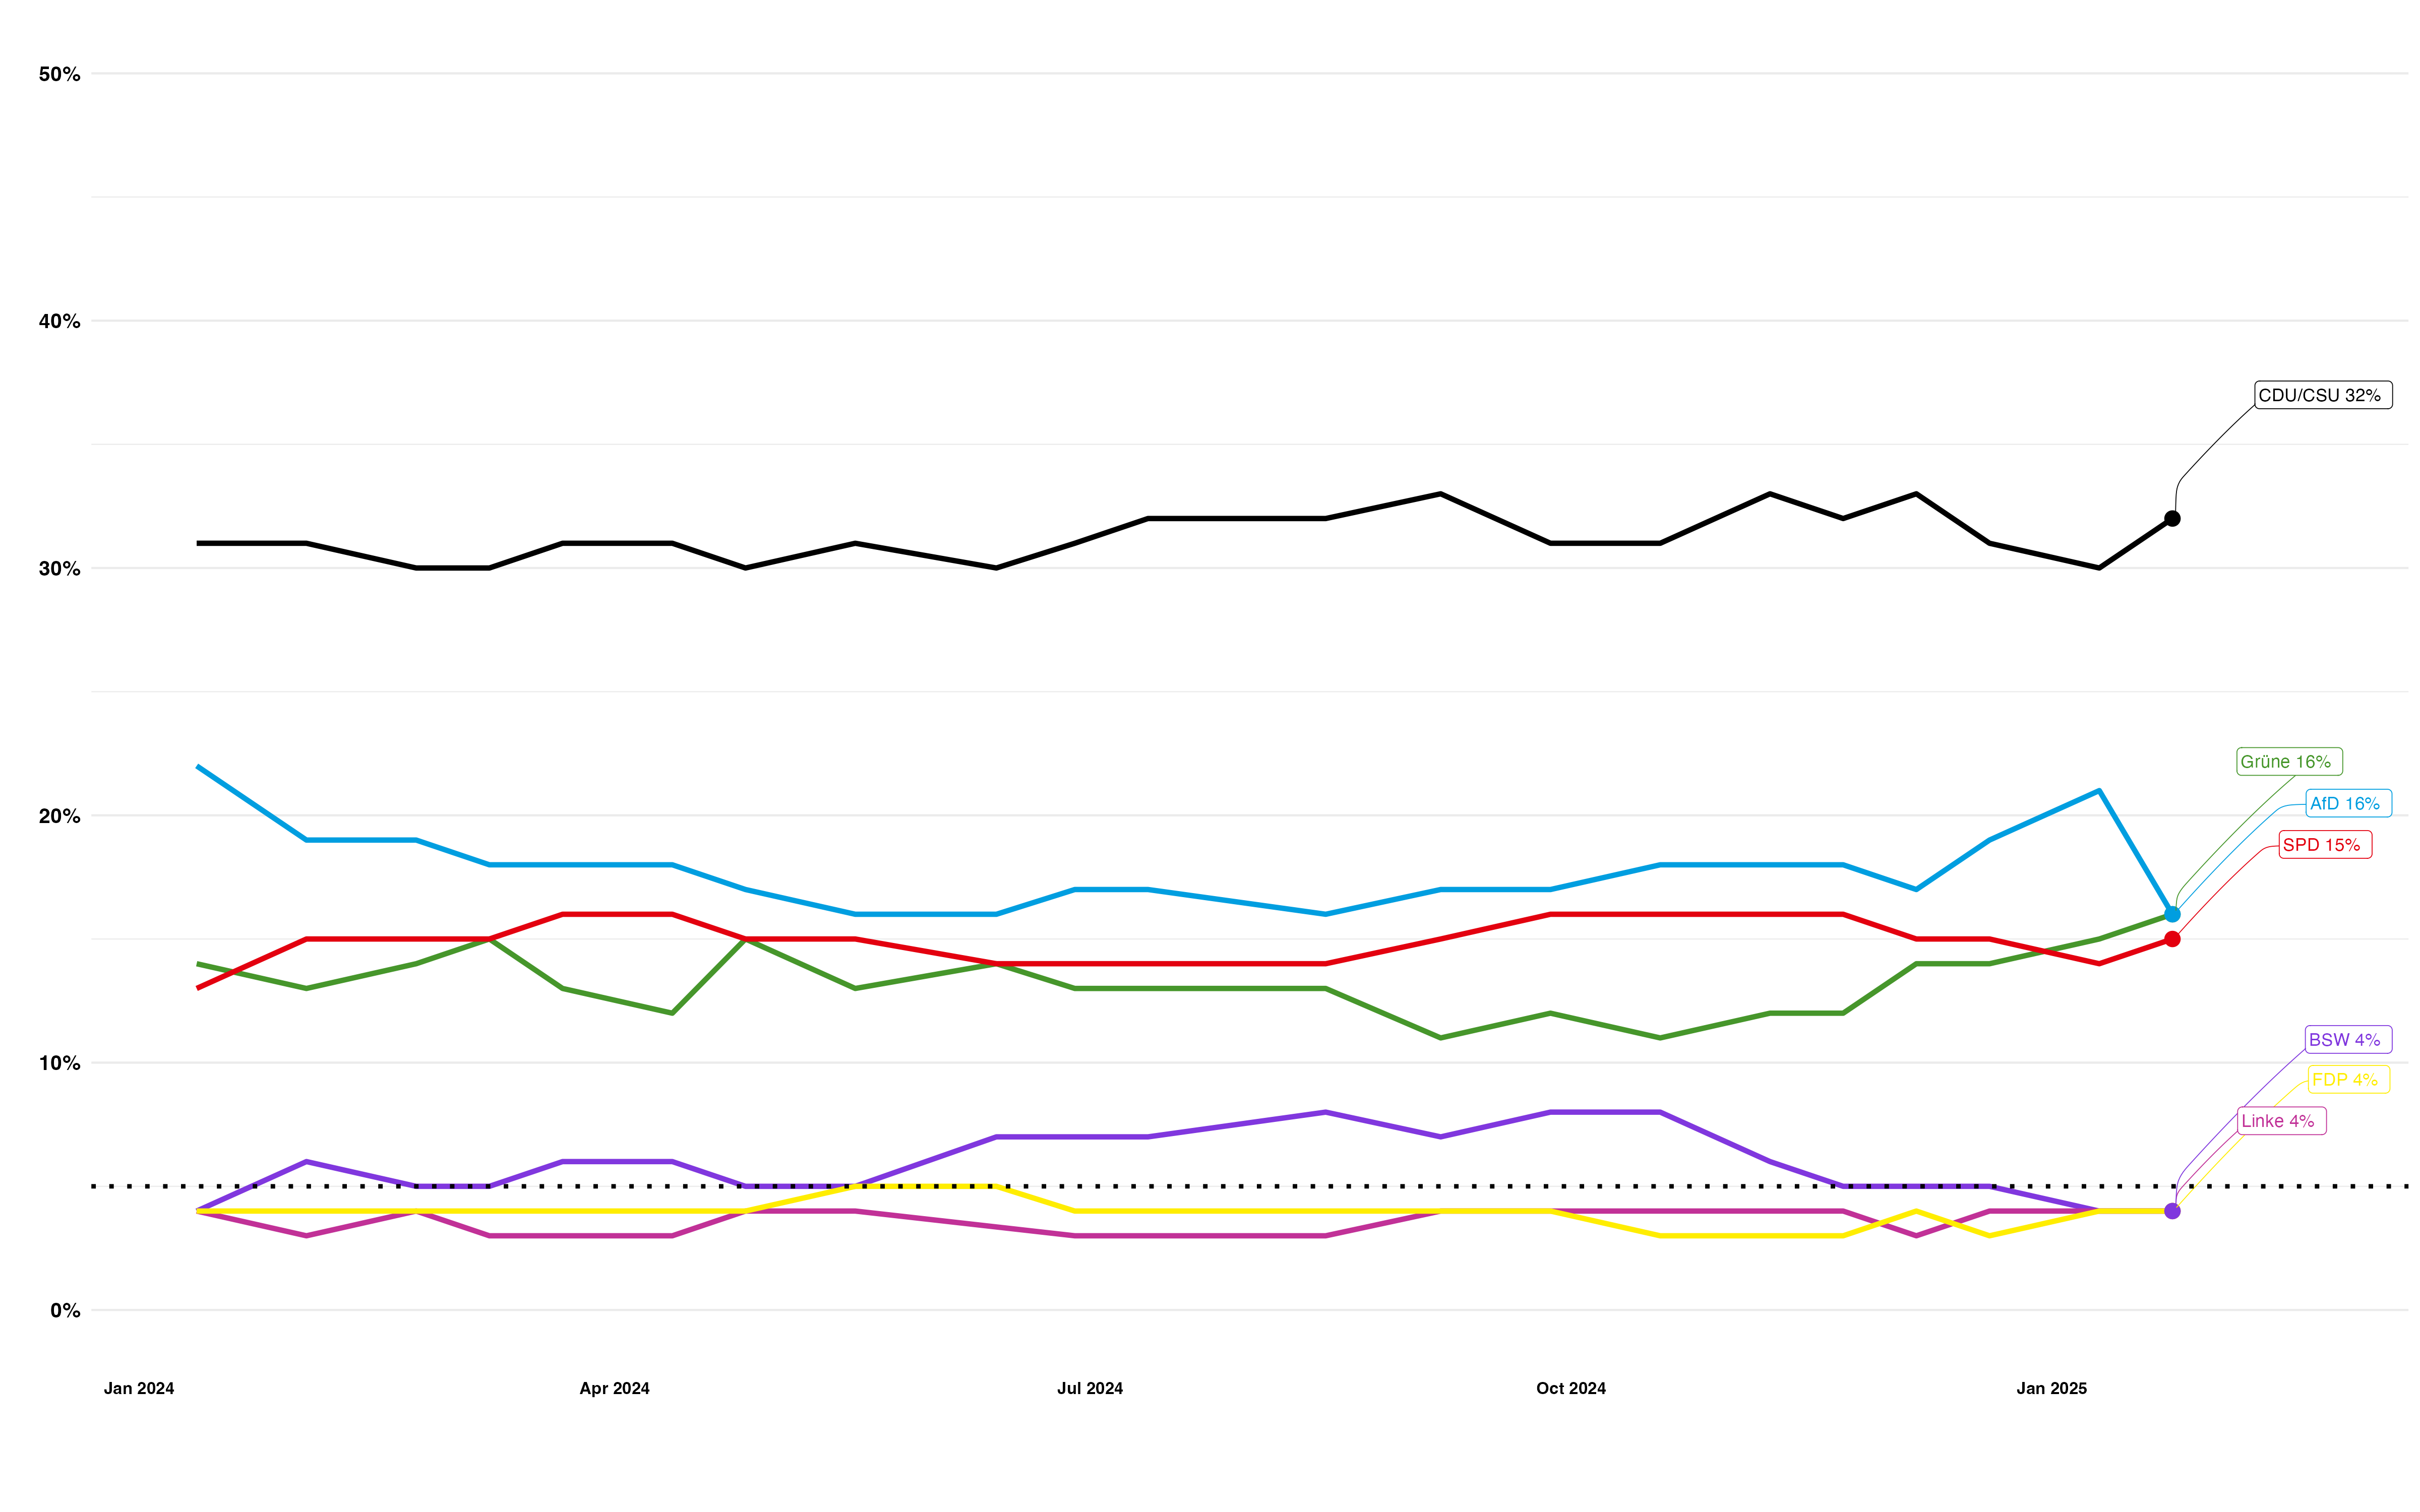 50%
40%
CDU/CSU 32%
30%
Grüne 16%
AfD 16%
20%
SPD 15%
BSW 4%
10%
FDP 4%
Linke 4%
0%
Jan 2024 Apr 2024 Jul 2024 Oct 2024 Jan 2025